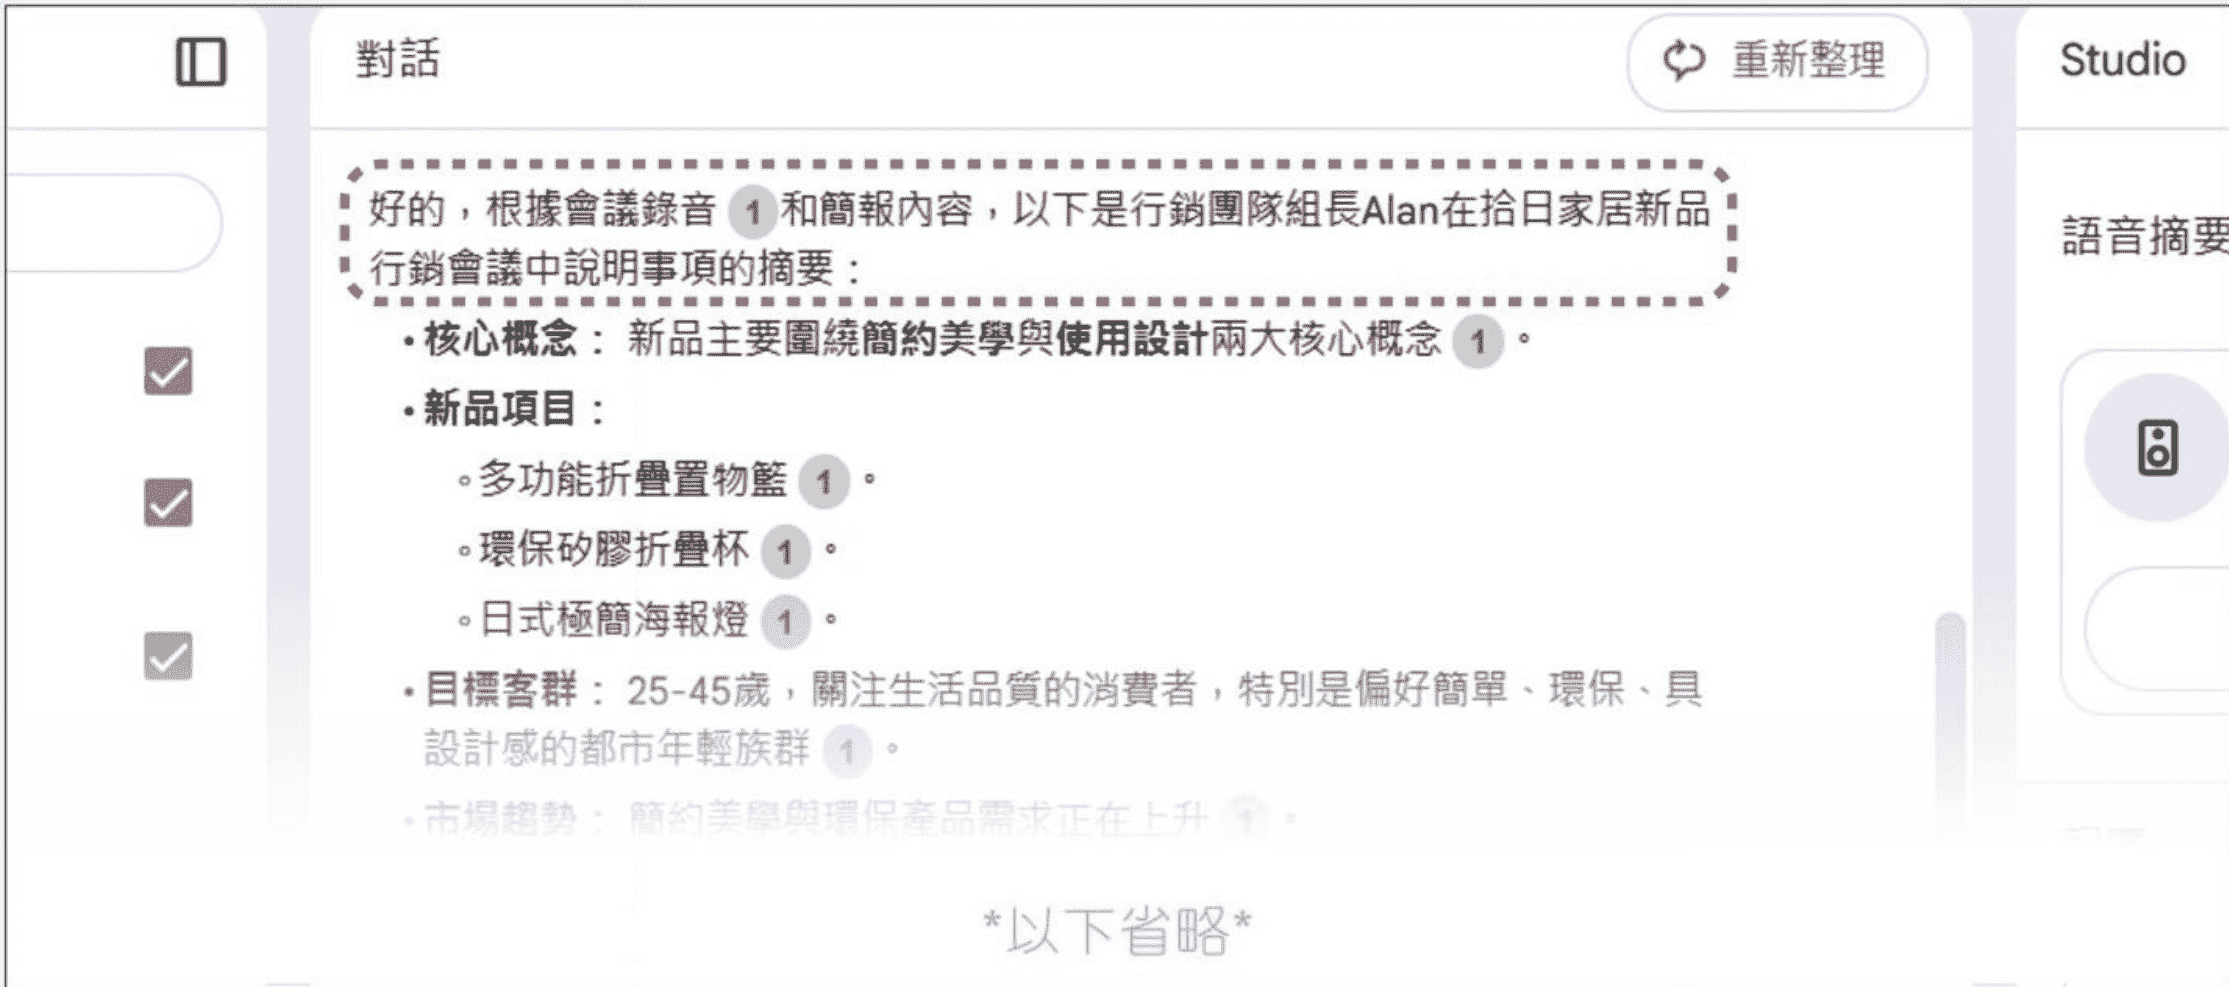 對話
重新整理
Studio
好的，根據會議錄音 1 和簡報內容，以下是行銷團隊組長Alan在拾日家居新品
行銷會議中說明事項的摘要：
語音摘要
• 核心概念： 新品主要圍繞簡約美學與使用設計兩大核心概念 1 。
• 新品項目：
◦ 多功能折疊置物籃 1 。
◦ 環保矽膠折疊杯 1 。
◦ 日式極簡海報燈 1 。
• 目標客群： 25-45歲，關注生活品質的消費者，特別是偏好簡單、環保、具
設計感的都市年輕族群 1 。
• 市場趨勢： 簡約美學與環保產品需求正在上升 1 。
*以下省略*